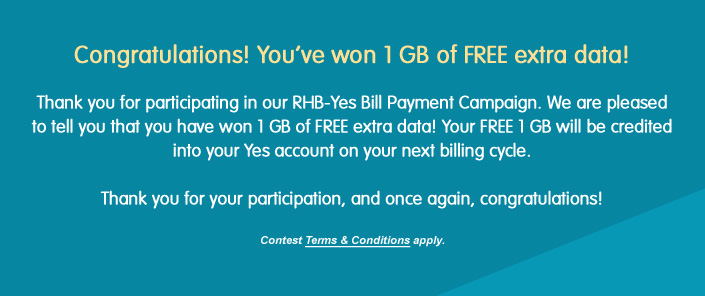 Congratulations! You've won 1 GB of FREE extra data!
Thank you for participating in our RHB-Yes Bill Payment Campaign. We are pleased
to tell you that you have won 1 GB of FREE extra data! Your FREE 1 GB will be credited
into your Yes account on your next billing cycle.
Thank you for your participation, and once again, congratulations!
Contest Terms & Conditions apply.